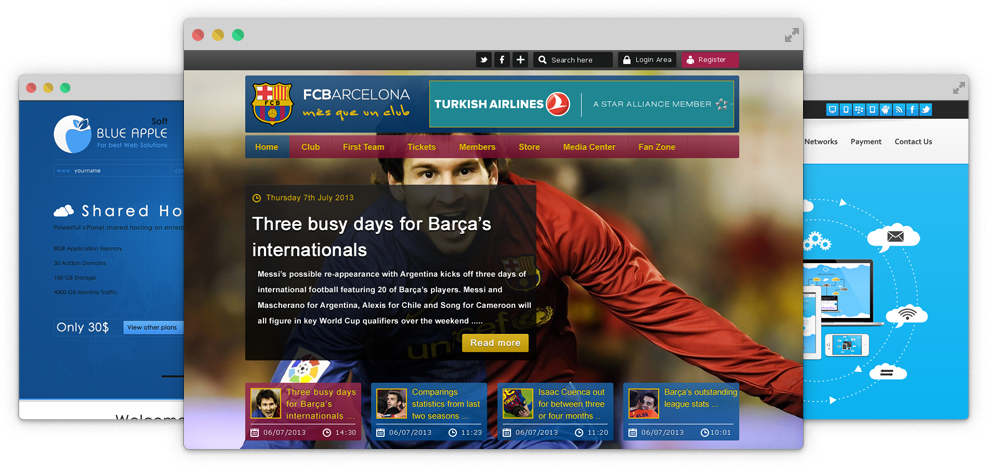 Search here
Login Area
Register
FCB
FCBARCELONA
més que un club
TURKISH AIRLINES
A STAR ALLIANCE MEMBER
Home
Club
First Team
Tickets
Members
Store
Media Center
Fan Zone
Thursday 7th July 2013
Three busy days for Barça's
internationals
Messi's possible re-appearance with Argentina kicks off three days of
international football featuring 20 of Barça's players. Messi and
Mascherano for Argentina, Alexis for Chile and Song for Cameroon will
all figure in key World Cup qualifiers over the weekend .....
Read more
unicef
Three busy days
for Barça's
internationals ...
06/07/2013
14:30
Comparings
statistics from last
two seasons ...
06/07/2013
11:23
Isaac Cuenca out
for between three
or four months ..
06/07/2013
11:20
Barça's outstanding
league stats ...
06/07/2013
10:01
Soft
BLUE APPLE
For best Web Solutions
www.
yourname
Shared Ho
Powerful cPanel shared hosting on enterp
8GB Application Memory
30 Addon Domains
100 GB Storage
4000 GB Monthly Traffic
Only 30$
View other plans
Welcome
Networks
Payment
Contact Us